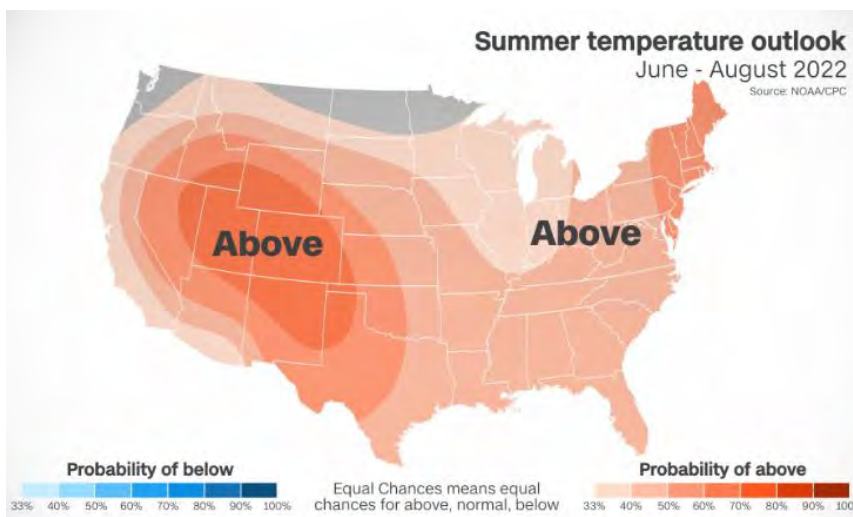 Summer temperature outlook
June - August 2022
Source: NOAA/CPC
Above
Above
Probability of below
33% 40% 50% 60% 70% 80% 90% 100%
Equal Chances means equal
chances for above, normal, below
Probability of above
33% 40% 50% 60% 70% 80% 90% 100